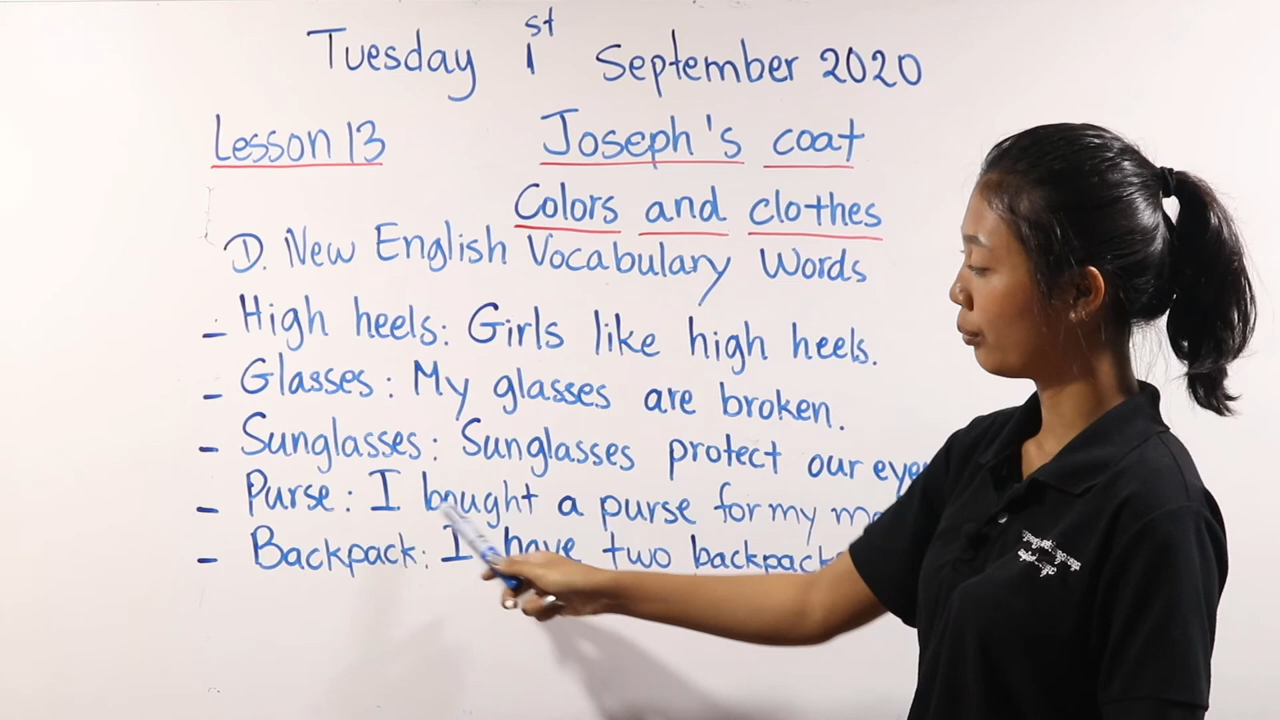 Tuesday 1st September 2020
Lesson 13 Joseph's coat
Colors and clothes
D. New English Vocabulary Words
- High heels: Girls like high heels.
- Glasses: My glasses are broken.
- Sunglasses: Sunglasses protect our eye
- Purse: I bought a purse for my
- Backpack: I have two backpack